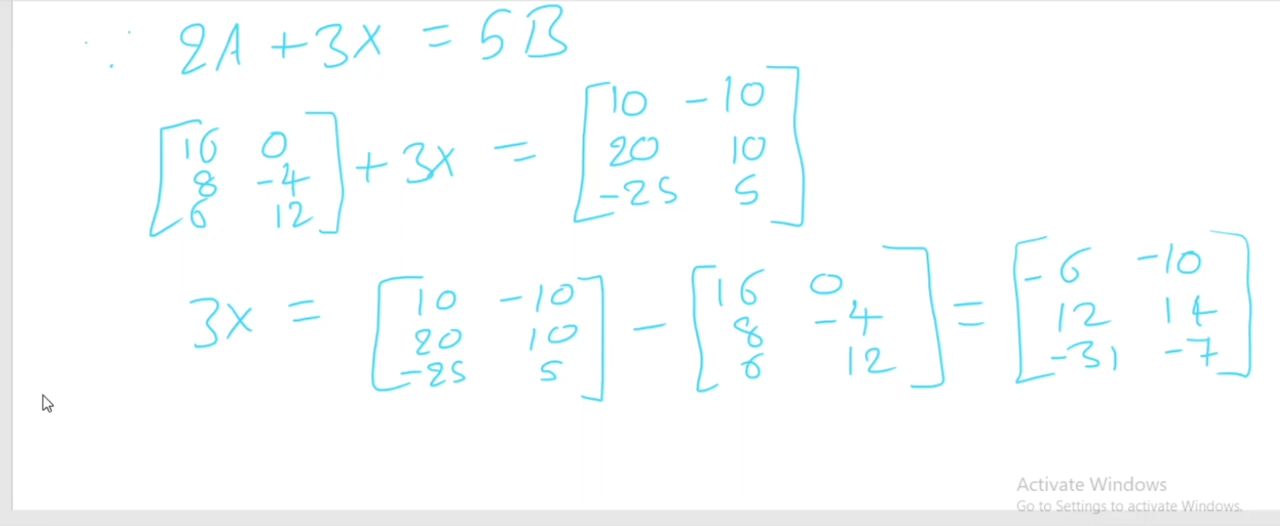 ∵ 2A + 3x = 5B
[16 0; 8 -4; 6 12] + 3x = [10 -10; 20 10; -25 5]
3x = [10 -10; 20 10; -25 5] - [16 0; 8 -4; 6 12] = [-6 -10; 12 14; -31 -7]
Activate Windows
Go to Settings to activate Windows.